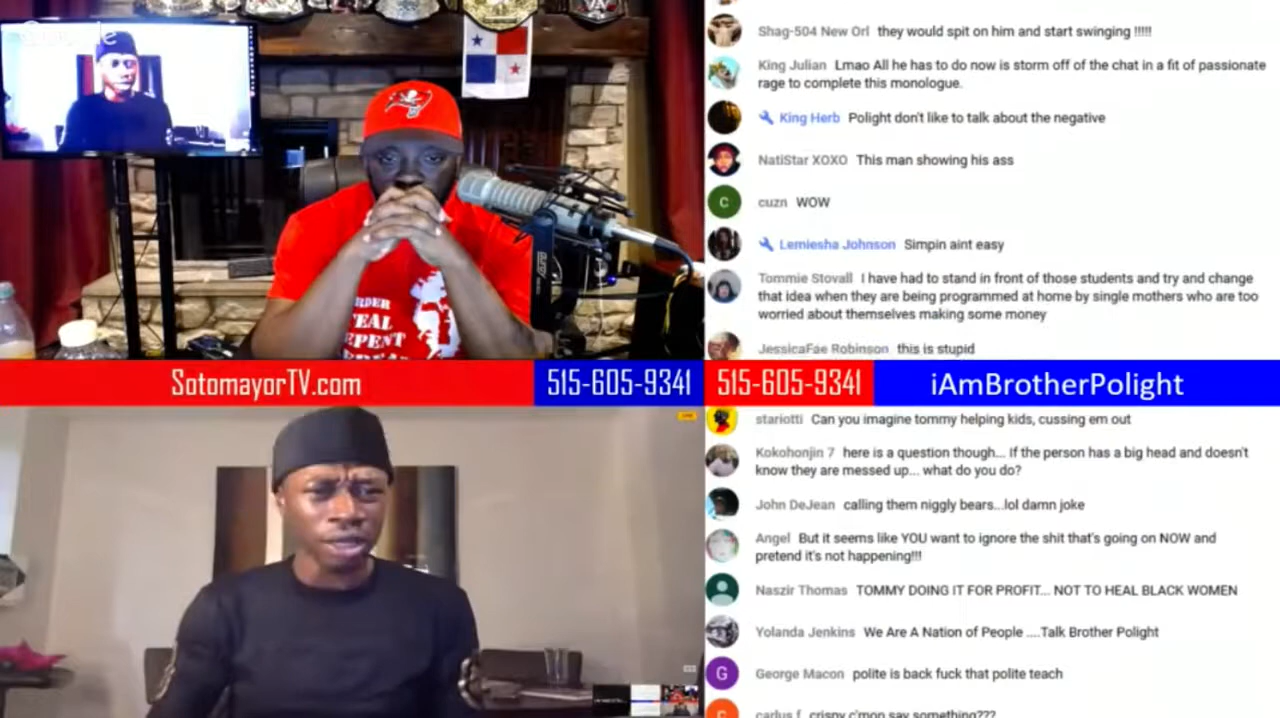 Google
RDER
EAL
EPENT
Shag-504 New Orl they would spit on him and start swinging !!!!!
King Julian Lmao All he has to do now is storm off of the chat in a fit of passionate
rage to complete this monologue.
King Herb Polight don't like to talk about the negative
NatiStar XOXO This man showing his ass
C cuzn WOW
Lemiesha Johnson Simpin aint easy
Tommie Stovall I have had to stand in front of those students and try and change
that idea when they are being programmed at home by single mothers who are too
worried about themselves making some money
JessicaFae Robinson this is stupid
SotomayorTV.com 515-605-9341 515-605-9341 iAmBrotherPolight
stariotti Can you imagine tommy helping kids, cussing em out
Kokohonjin 7 here is a question though... If the person has a big head and doesn't
know they are messed up... what do you do?
John DeJean calling them niggly bears...lol damn joke
Angel But it seems like YOU want to ignore the shit that's going on NOW and
pretend it's not happening!!!
Naszir Thomas TOMMY DOING IT FOR PROFIT... NOT TO HEAL BLACK WOMEN
Yolanda Jenkins We Are A Nation of People ....Talk Brother Polight
G George Macon polite is back fuck that polite teach
carlus f crispy c'mon say something???